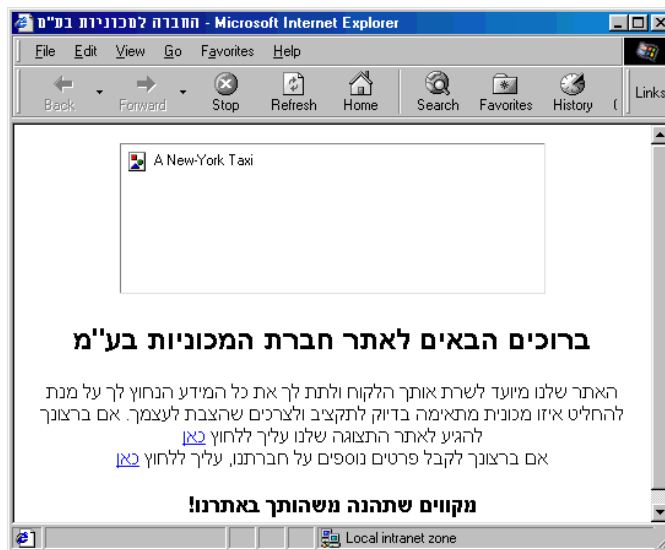 החברה למכוניות בע"מ - Microsoft Internet Explorer
File Edit View Go Favorites Help
Back Forward Stop Refresh Home Search Favorites History Links
A New-York Taxi
ברוכים הבאים לאתר חברת המכוניות בע"מ
האתר שלנו מיועד לשרת אותך הלקוח ולתת לך את כל המידע הנחוץ לך על מנת
להחליט איזו מכונית מתאימה בדיוק לתקציב ולצרכים שהצבת לעצמך. אם ברצונך
להגיע לאתר התצוגה שלנו עליך ללחוץ כאן
אם ברצונך לקבל פרטים נוספים על חברתנו, עליך ללחוץ כאן
מקווים שתהנה משהותך באתרנו!
Local intranet zone